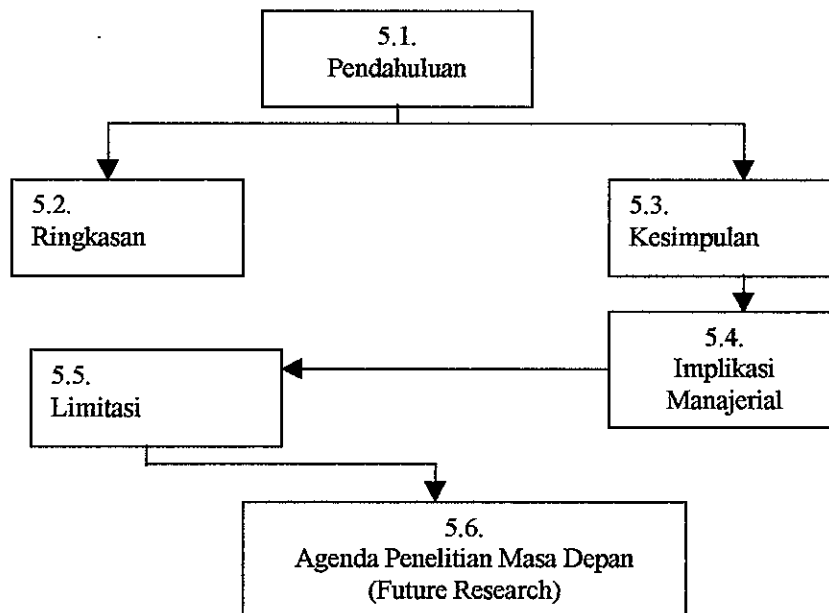 5.1.
Pendahuluan
5.2.
Ringkasan
5.3.
Kesimpulan
5.4.
Implikasi
Manajerial
5.5.
Limitasi
5.6.
Agenda Penelitian Masa Depan
(Future Research)